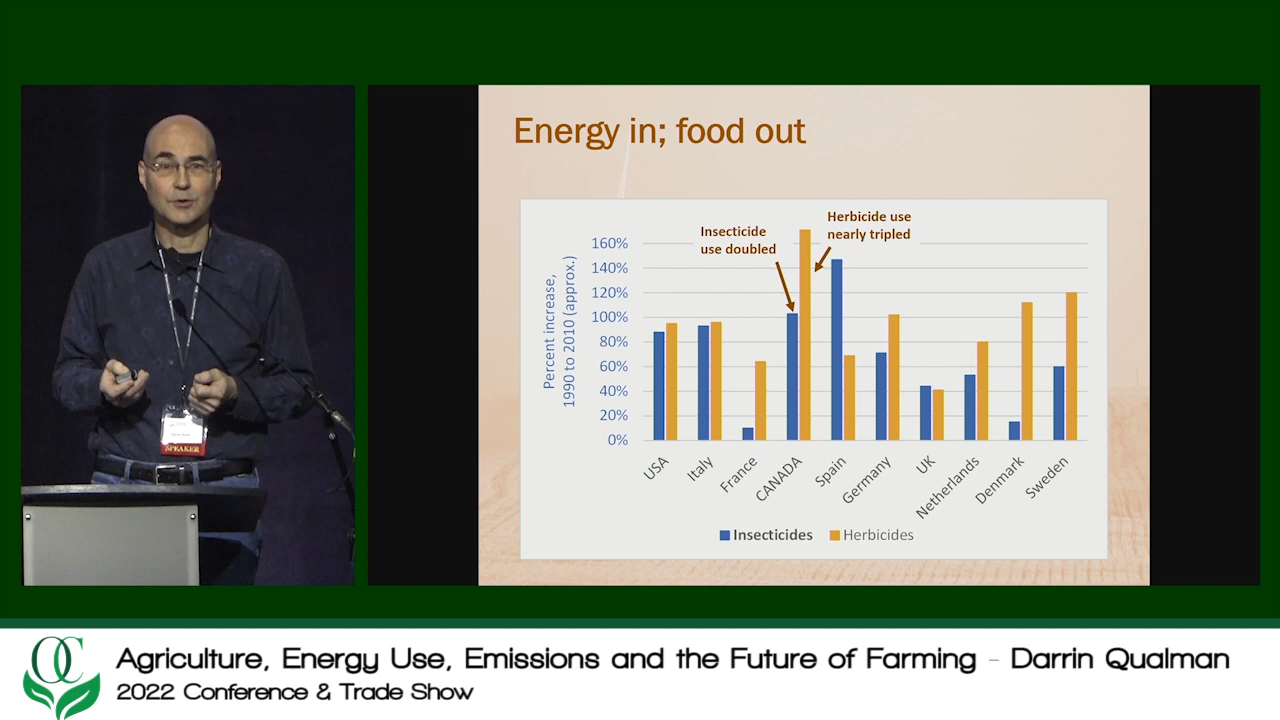 Energy in; food out
Insecticide
use doubled
Herbicide use
nearly tripled
Percent increase,
1990 to 2010 (approx.)
160%
140%
120%
100%
80%
60%
40%
20%
0%
USA
Italy
France
CANADA
Spain
Germany
UK
Netherlands
Denmark
Sweden
Insecticides
Herbicides
SPEAKER
OC
Agriculture, Energy Use, Emissions and the Future of Farming - Darrin Qualman
2022 Conference & Trade Show